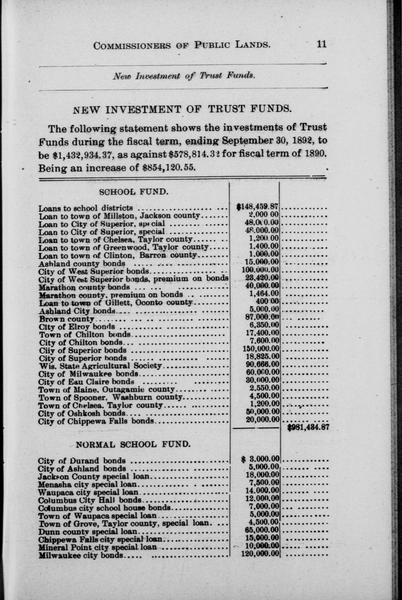 COMMISSIONERS OF PUBLIC LANDS. 11
New Investment of Trust Funds.
NEW INVESTMENT OF TRUST FUNDS.
The following statement shows the investments of Trust
Funds during the fiscal term, ending September 30, 1892, to
be $1,432,934.37, as against $578,814.32 for fiscal term of 1890.
Being an increase of $854,120.55.
SCHOOL FUND.
Loans to school districts $148,459.87
Loan to town of Millston, Jackson county 2,000 00
Loan to City of Superior, special 48,000.00
Loan to City of Superior, special 48,000.00
Loan to town of Chelsea, Taylor county 1,200 00
Loan to town of Greenwood, Taylor county 1,400.00
Loan to town of Clinton, Barron county 1,000.00
Ashland county bonds 15,000.00
City of West Superior bonds 100,000.00
City of West Superior bonds, premium on bonds 23,420.00
Marathon county bonds 40,000.00
Marathon county, premium on bonds 1,464.00
Loan to town of Gillett, Oconto county 400 00
Ashland City bonds 5,000.00
Brown county 87,000.00
City of Elroy bonds 6,350.00
Town of Chilton bonds 17,400.00
City of Chilton bonds 7,600.00
City of Superior bonds 150,000.00
City of Superior bonds 18,825.00
Wis. State Agricultural Society 90,666.00
City of Milwaukee bonds 60,000.00
City of Eau Claire bonds 30,000.00
Town of Maine, Outagamie county 2,550.00
Town of Spooner, Washburn county 4,500.00
Town of Chelsea, Taylor county 1,200.00
City of Oshkosh bonds 50,000.00
City of Chippewa Falls bonds 20,000.00
$981,434.87
NORMAL SCHOOL FUND.
City of Durand bonds $ 3,000.00
City of Ashland bonds 5,000.00
Jackson County special loan 18,000.00
Menasha city special loan 7,500.00
Waupaca city special loan 14,000.00
Columbus City Hall bonds 12,000.00
Columbus city school house bonds 7,000.00
Town of Waupaca special loan 5,000.00
Town of Grove, Taylor county, special loan 4,500.00
Dunn county special loan 65,000.00
Chippewa Falls city special loan 15,000.00
Mineral Point city special loan 10,000.00
Milwaukee city bonds 120,000.00